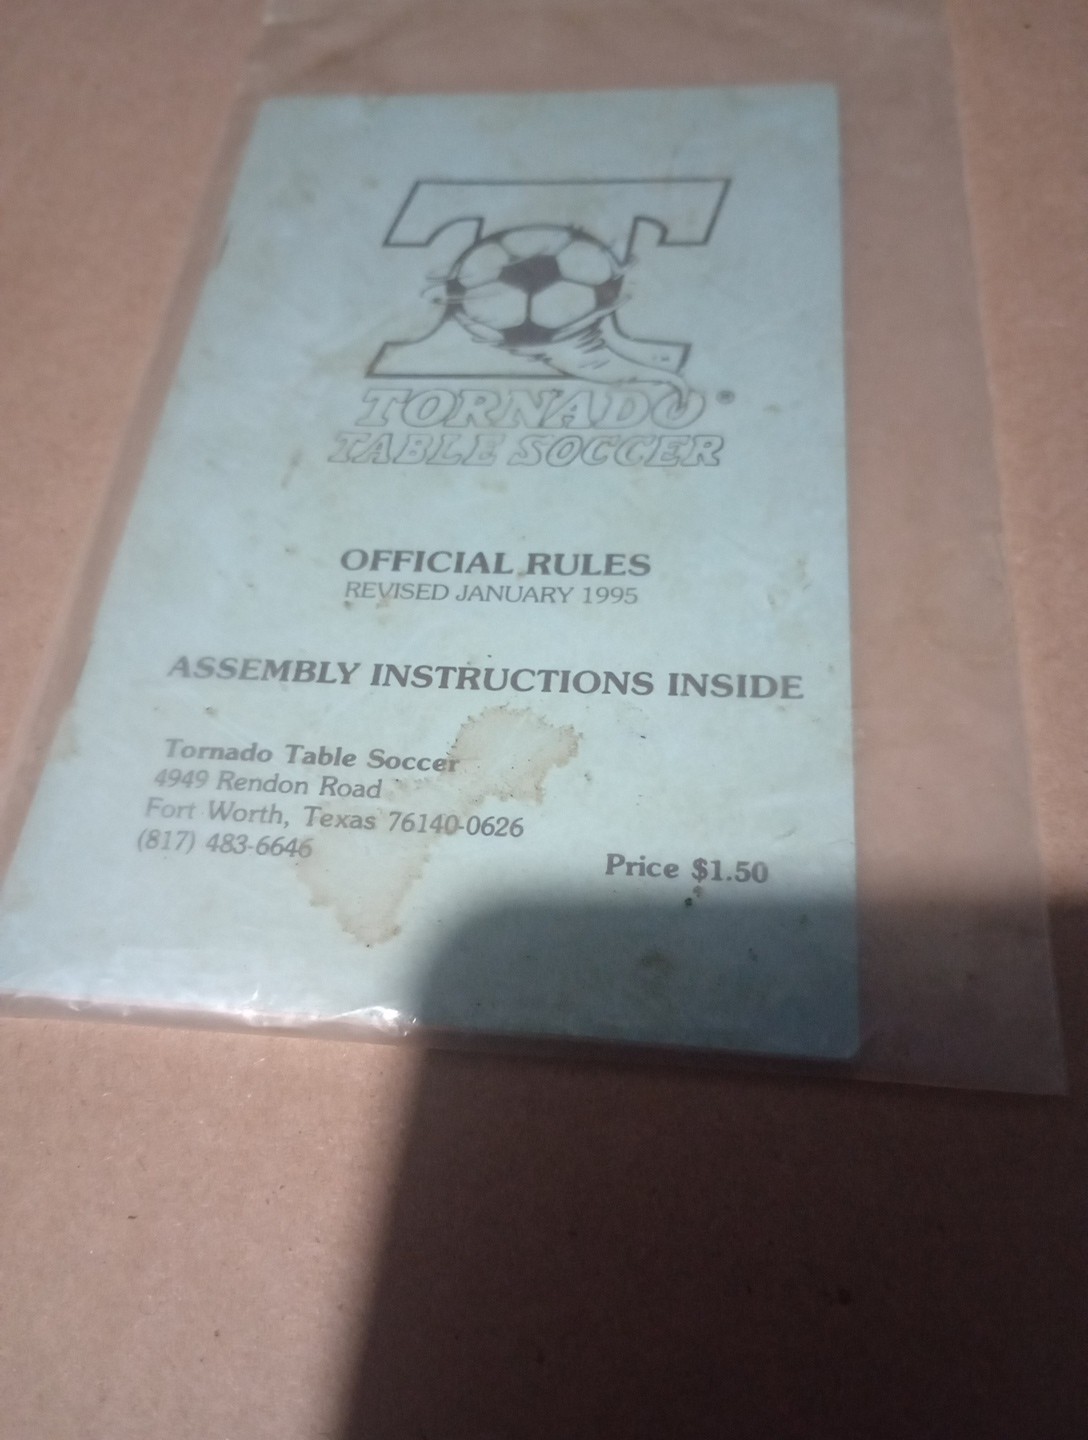 T
TORNADO®
TABLE SOCCER
OFFICIAL RULES
REVISED JANUARY 1995
ASSEMBLY INSTRUCTIONS INSIDE
Tornado Table Soccer
4949 Rendon Road
Fort Worth, Texas 76140-0626
(817) 483-6646
Price $1.50